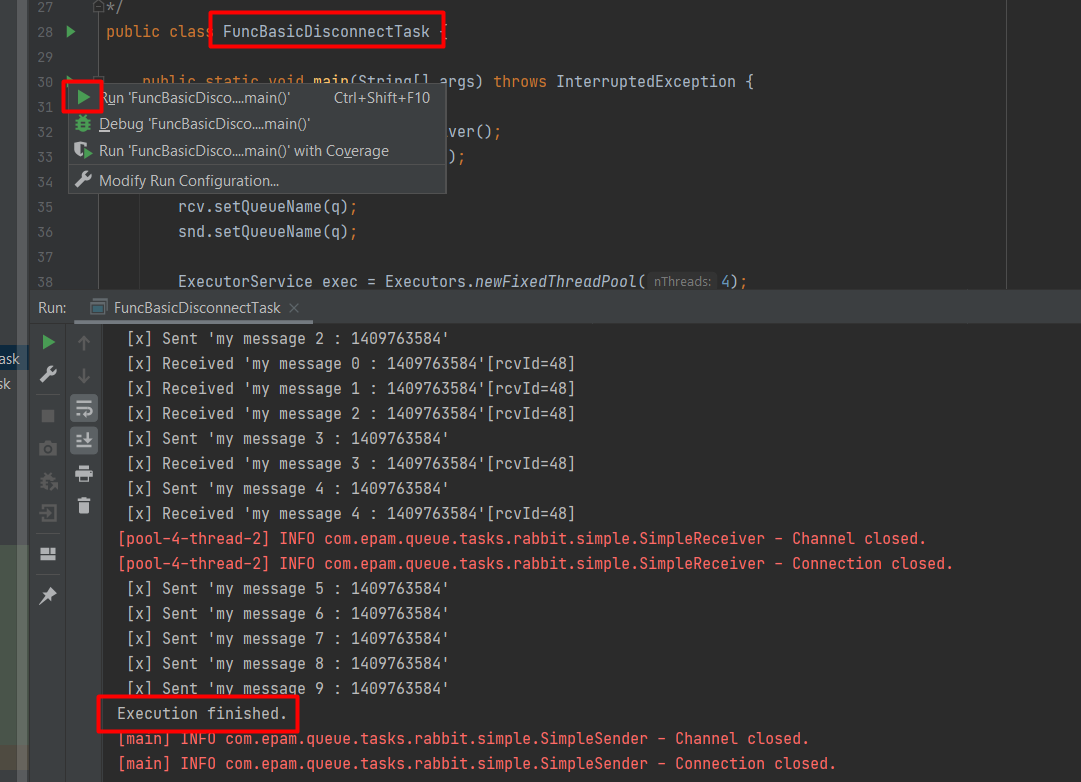 27 */
28 public class FuncBasicDisconnectTask {
29
30 public static void main(String[] args) throws InterruptedException {
31 Run 'FuncBasicDisco....main()' Ctrl+Shift+F10
Debug 'FuncBasicDisco....main()'
32 ver();
33 Run 'FuncBasicDisco....main()' with Coverage );
34 Modify Run Configuration...
35 rcv.setQueueName(q);
36 snd.setQueueName(q);
37
38 ExecutorService exec = Executors.newFixedThreadPool( nThreads: 4);
Run: FuncBasicDisconnectTask
[x] Sent 'my message 2 : 1409763584'
ask [x] Received 'my message 0 : 1409763584'[rcvId=48]
sk [x] Received 'my message 1 : 1409763584'[rcvId=48]
[x] Received 'my message 2 : 1409763584'[rcvId=48]
[x] Sent 'my message 3 : 1409763584'
[x] Received 'my message 3 : 1409763584'[rcvId=48]
[x] Sent 'my message 4 : 1409763584'
[x] Received 'my message 4 : 1409763584'[rcvId=48]
[pool-4-thread-2] INFO com.epam.queue.tasks.rabbit.simple.SimpleReceiver - Channel closed.
[pool-4-thread-2] INFO com.epam.queue.tasks.rabbit.simple.SimpleReceiver - Connection closed.
[x] Sent 'my message 5 : 1409763584'
[x] Sent 'my message 6 : 1409763584'
[x] Sent 'my message 7 : 1409763584'
[x] Sent 'my message 8 : 1409763584'
[x] Sent 'my message 9 : 1409763584'
Execution finished.
[main] INFO com.epam.queue.tasks.rabbit.simple.SimpleSender - Channel closed.
[main] INFO com.epam.queue.tasks.rabbit.simple.SimpleSender - Connection closed.